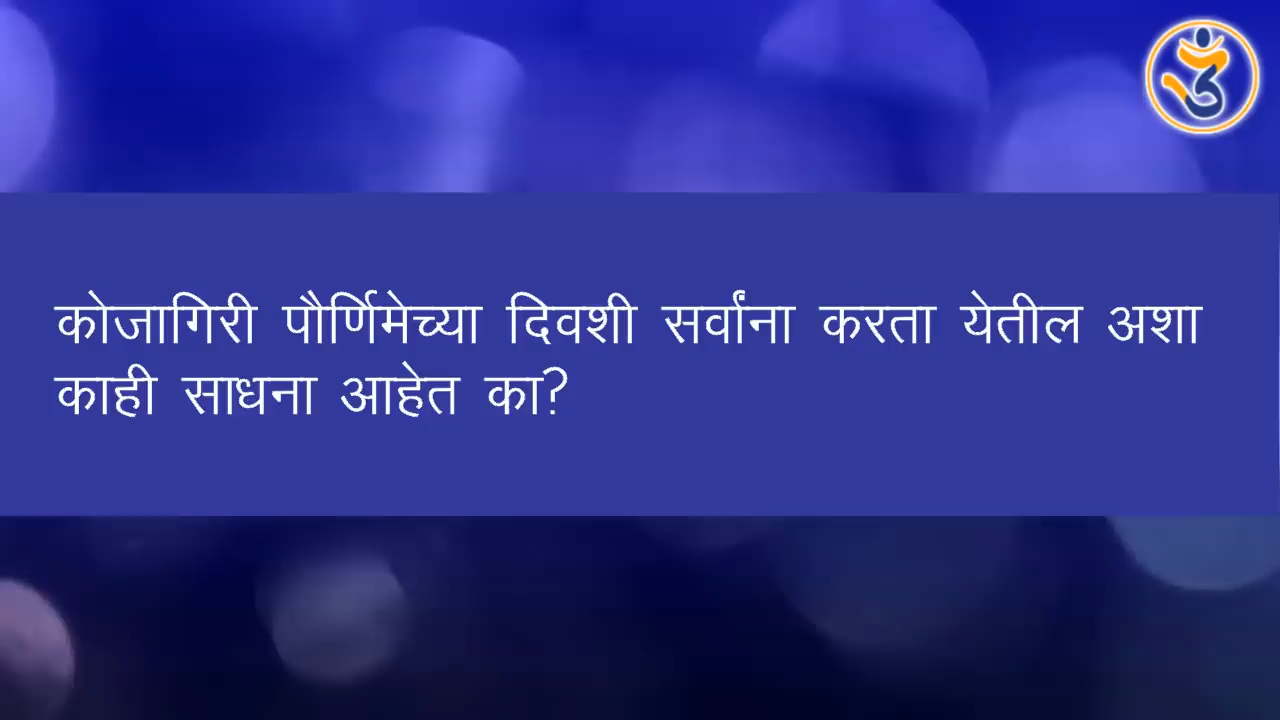 कोजागिरी पौर्णिमेच्या दिवशी सर्वांना करता येतील अशा
काही साधना आहेत का?